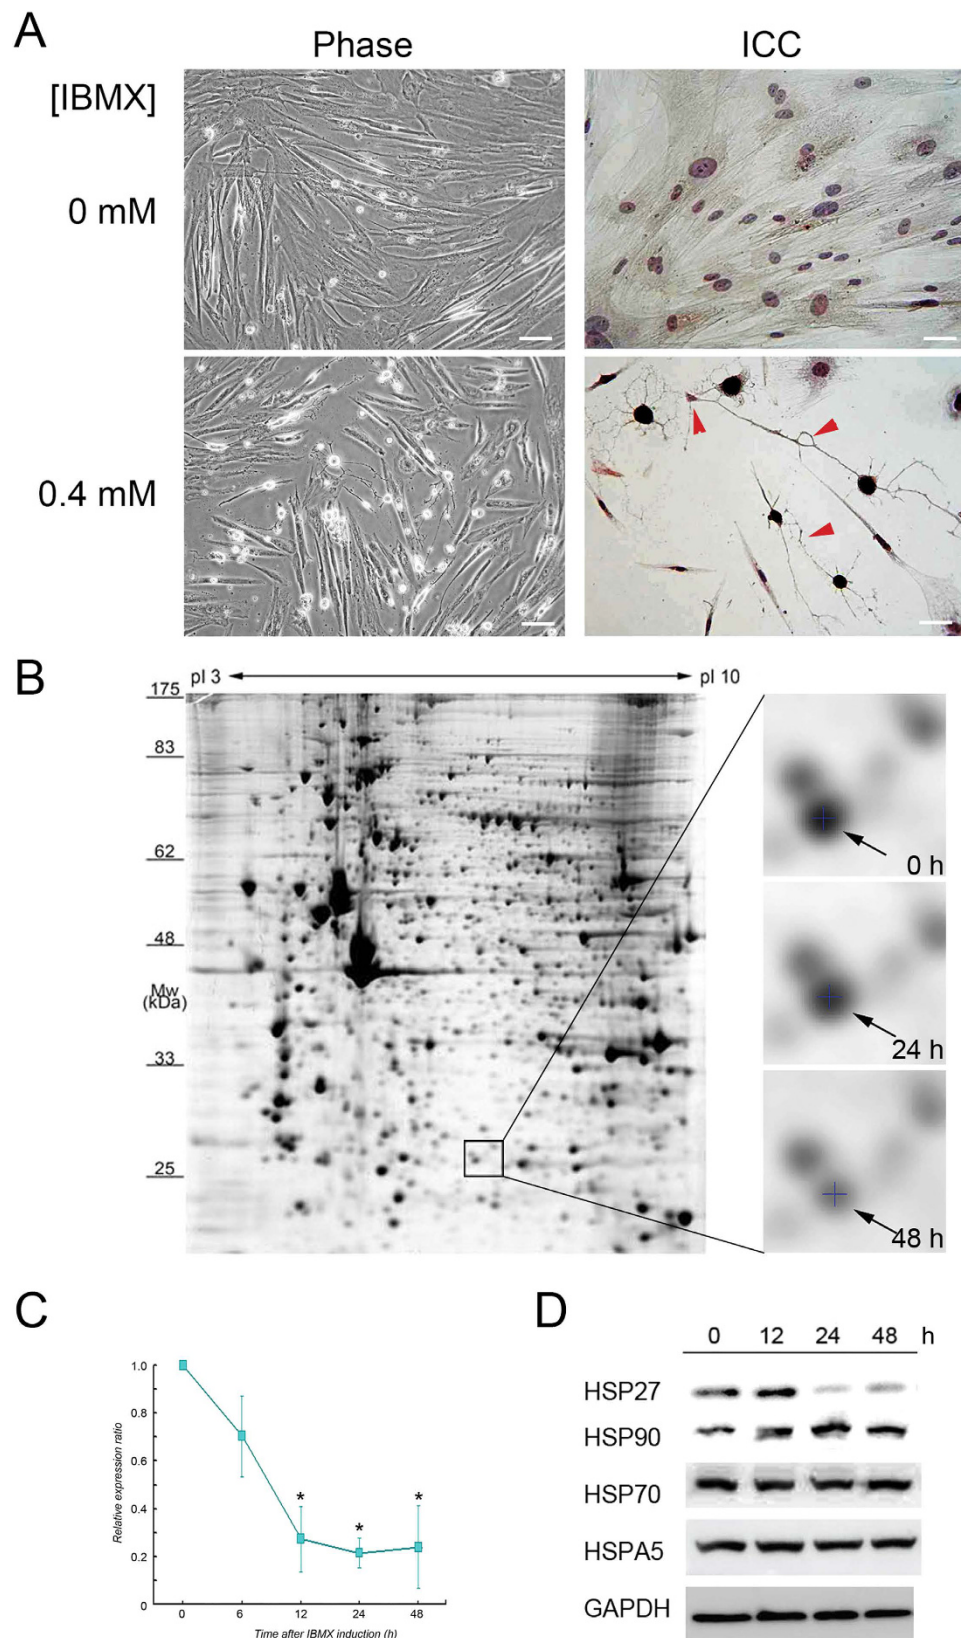 A
Phase
ICC
[IBMX]
0 mM
0.4 mM
B
pI 3
pI 10
175
83
62
48
Mw
(kDa)
33
25
0 h
24 h
48 h
C
1.0
0.8
0.6
0.4
0.2
0
Relative expression ratio
0
6
12
24
48
Time after IBMX induction (h)
*
*
*
D
0 12 24 48 h
HSP27
HSP90
HSP70
HSPA5
GAPDH